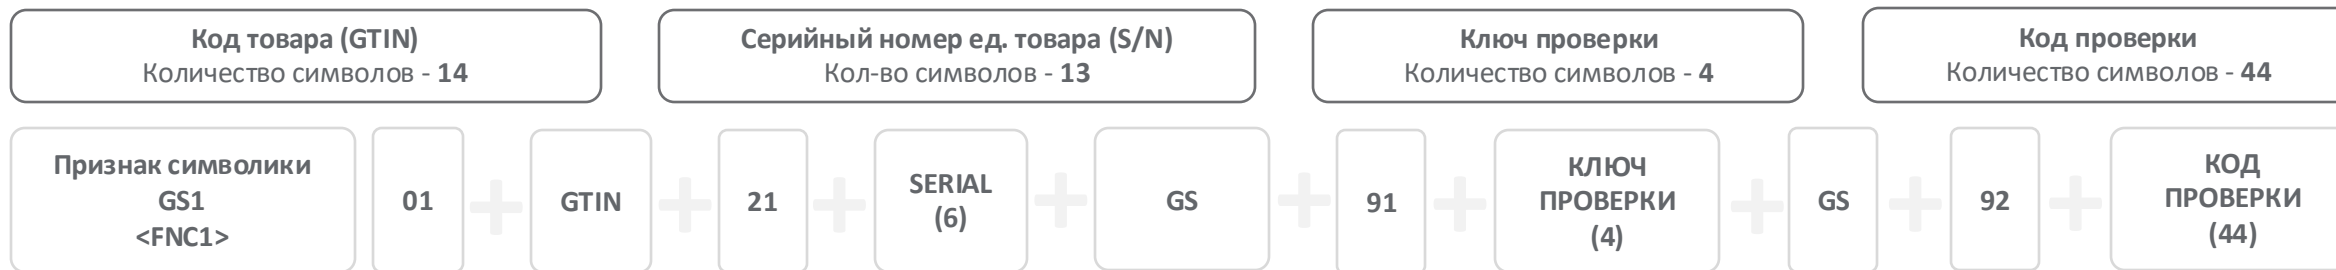 Код товара (GTIN)
Количество символов - 14
Серийный номер ед. товара (S/N)
Кол-во символов - 13
Ключ проверки
Количество символов - 4
Код проверки
Количество символов - 44
Признак символики
GS1
<FNC1>
01
+
GTIN
+
21
+
SERIAL
(6)
+
GS
+
91
+
КЛЮЧ
ПРОВЕРКИ
(4)
+
GS
+
92
+
КОД
ПРОВЕРКИ
(44)